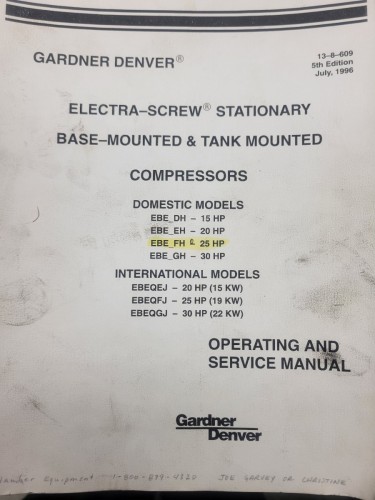 GARDNER DENVER®
13–8–609
5th Edition
July, 1996
ELECTRA–SCREW® STATIONARY
BASE–MOUNTED & TANK MOUNTED
COMPRESSORS
DOMESTIC MODELS
EBE_DH – 15 HP
EBE_EH – 20 HP
EBE_FH – 25 HP
EBE_GH – 30 HP
INTERNATIONAL MODELS
EBEQEJ – 20 HP (15 KW)
EBEQFJ – 25 HP (19 KW)
EBEQGJ – 30 HP (22 KW)
OPERATING AND
SERVICE MANUAL
Gardner
Denver
Equipment 1-800-
JOE GARVEY OR CHRISTINE